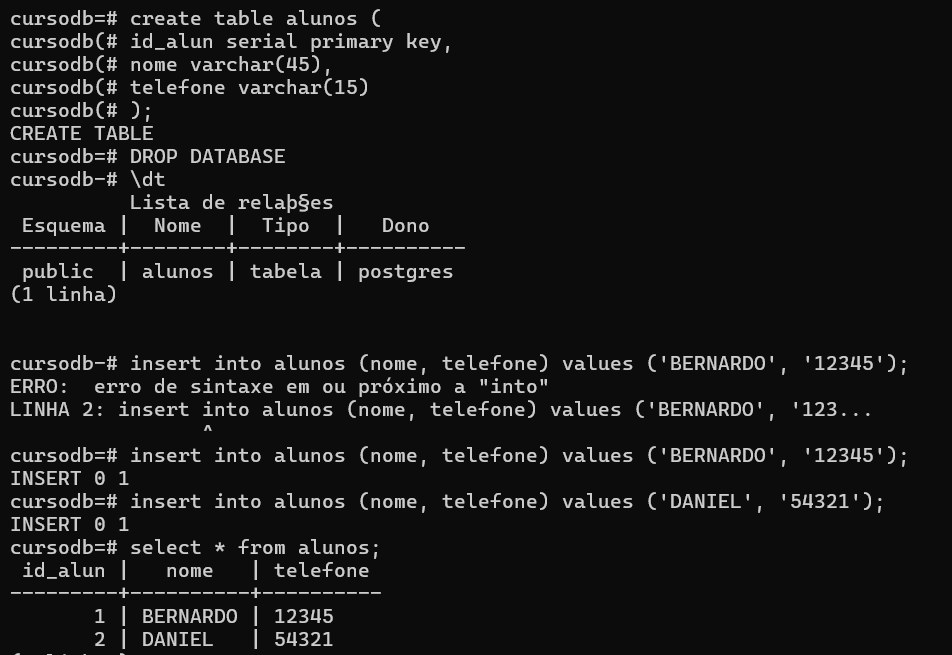 cursodb=# create table alunos (
cursodb(# id_alun serial primary key,
cursodb(# nome varchar(45),
cursodb(# telefone varchar(15)
cursodb(# );
CREATE TABLE
cursodb=# DROP DATABASE
cursodb-# \dt
Lista de relaþ§es
Esquema | Nome | Tipo | Dono
---------+--------+--------+----------
public | alunos | tabela | postgres
(1 linha)
cursodb-# insert into alunos (nome, telefone) values ('BERNARDO', '12345');
ERRO:  erro de sintaxe em ou próximo a "into"
LINHA 2: insert into alunos (nome, telefone) values ('BERNARDO', '123...
^
cursodb=# insert into alunos (nome, telefone) values ('BERNARDO', '12345');
INSERT 0 1
cursodb=# insert into alunos (nome, telefone) values ('DANIEL', '54321');
INSERT 0 1
cursodb=# select * from alunos;
id_alun | nome | telefone
---------+----------+----------
1 | BERNARDO | 12345
2 | DANIEL | 54321